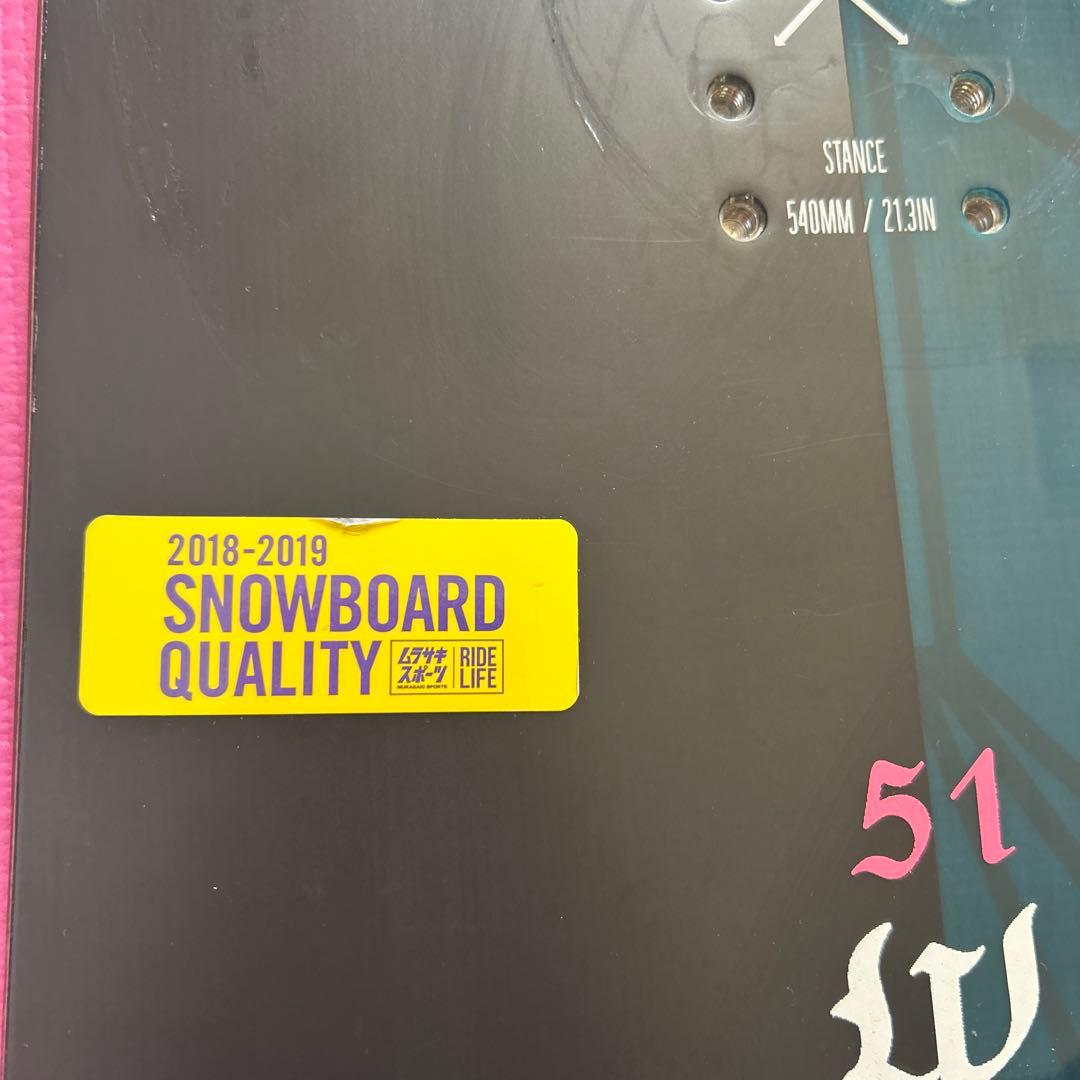 STANCE
540MM / 21.3IN
2018-2019
SNOWBOARD
QUALITY
ムラサキ
スポーツ
MURASAKI SPORTS
RIDE
LIFE
51
W